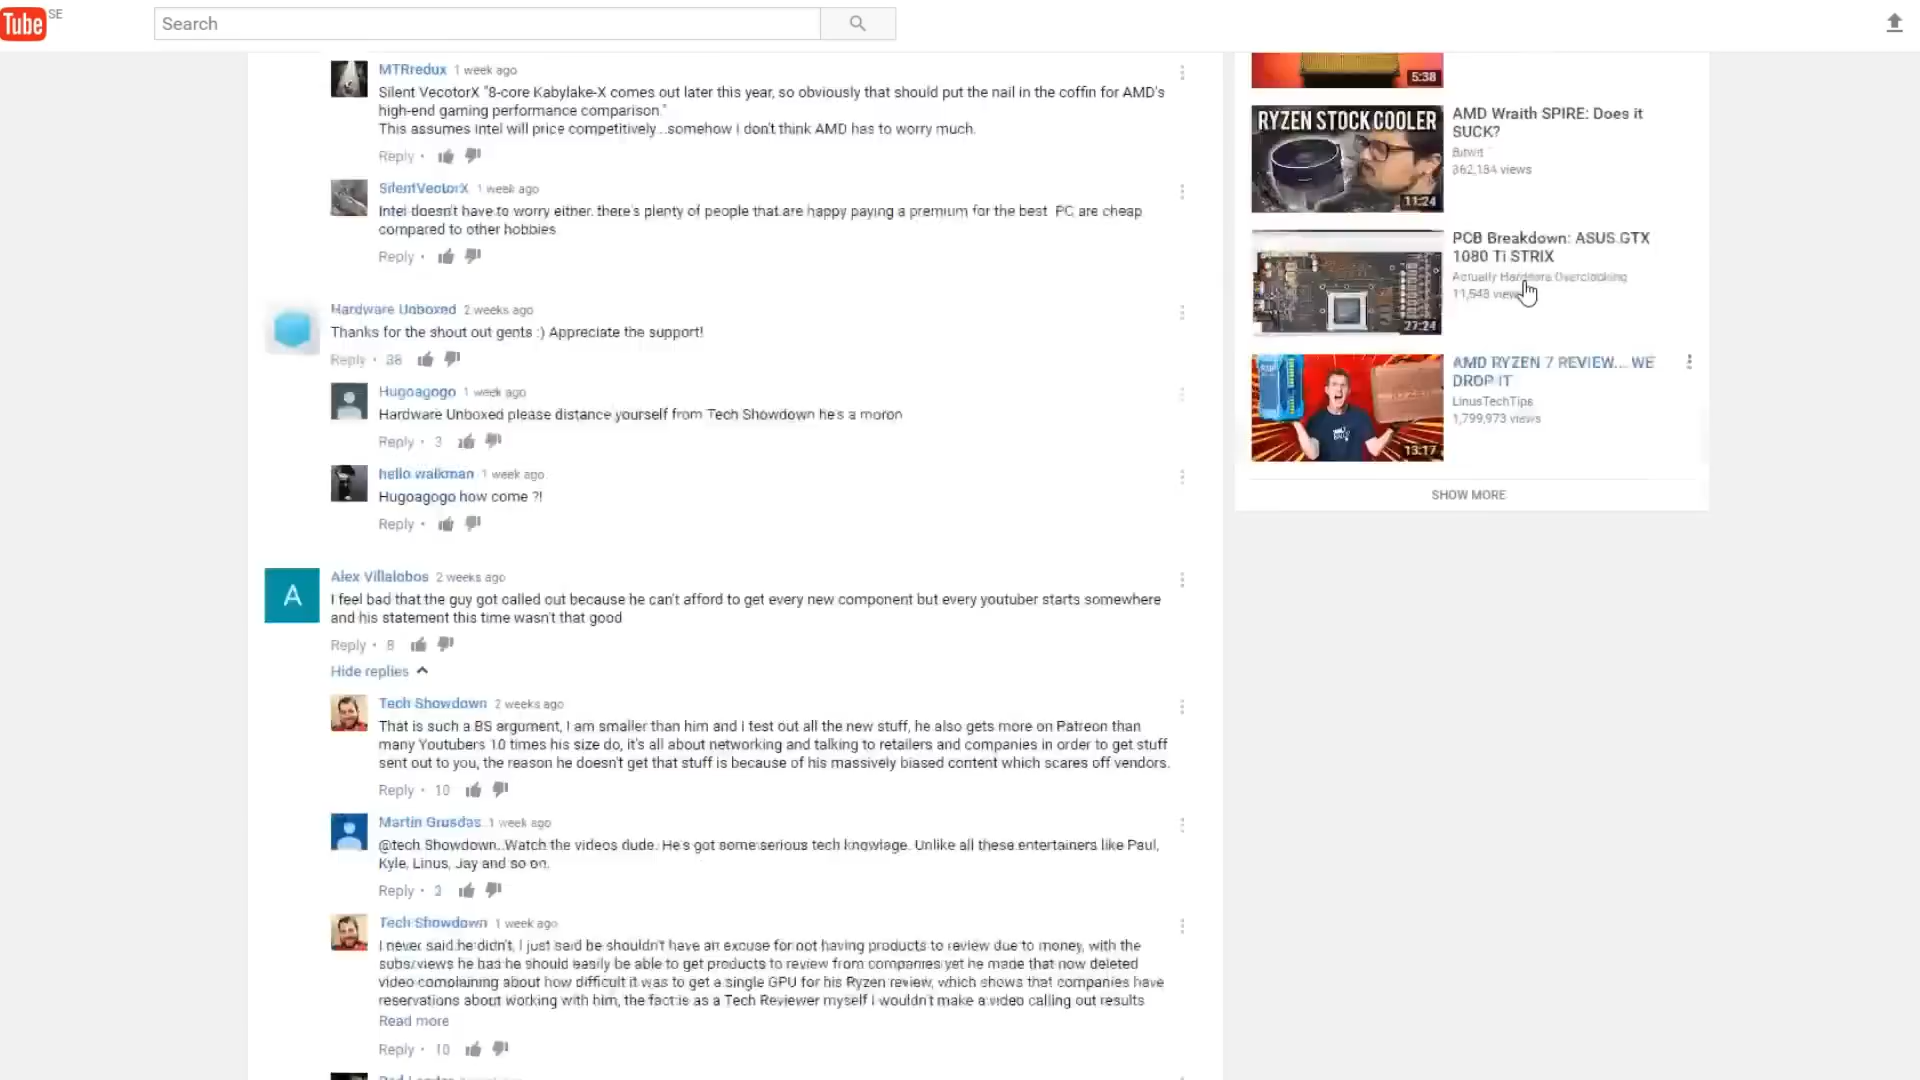 Tube SE
Search
MTRredux 1 week ago
Silent VecotorX "8-core Kabylake-X comes out later this year, so obviously that should put the nail in the coffin for AMD's
high-end gaming performance comparison."
This assumes Intel will price competitively...somehow I don't think AMD has to worry much.
Reply •
SilentVectorX 1 week ago
Intel doesn't have to worry either. there's plenty of people that are happy paying a premium for the best. PC are cheap
compared to other hobbies
Reply •
Hardware Unboxed 2 weeks ago
Thanks for the shout out gents :) Appreciate the support!
Reply • 38
Hugoagogo 1 week ago
Hardware Unboxed please distance yourself from Tech Showdown he's a moron
Reply • 3
hello walkman 1 week ago
Hugoagogo how come ?!
Reply •
A
Alex Villalobos 2 weeks ago
I feel bad that the guy got called out because he can't afford to get every new component but every youtuber starts somewhere
and his statement this time wasn't that good
Reply • 8
Hide replies
Tech Showdown 2 weeks ago
That is such a BS argument, I am smaller than him and I test out all the new stuff, he also gets more on Patreon than
many Youtubers 10 times his size do, it's all about networking and talking to retailers and companies in order to get stuff
sent out to you, the reason he doesn't get that stuff is because of his massively biased content which scares off vendors.
Reply • 10
Martin Grusdas 1 week ago
@tech Showdown..Watch the videos dude. He's got some serious tech knowlage. Unlike all these entertainers like Paul,
Kyle, Linus, Jay and so on.
Reply • 2
Tech Showdown 1 week ago
I never said he didn't, I just said be shouldn't have an excuse for not having products to review due to money, with the
subs/views he has he should easily be able to get products to review from companies yet he made that now deleted
video complaining about how difficult it was to get a single GPU for his Ryzen review, which shows that companies have
reservations about working with him, the fact is as a Tech Reviewer myself I wouldn't make a video calling out results
Read more
Reply • 10
5:38
RYZEN STOCK COOLER
11:24
AMD Wraith SPIRE: Does it
SUCK?
Bitwit
362,184 views
27:24
PCB Breakdown: ASUS GTX
1080 Ti STRIX
Actually Hardcore Overclocking
11,548 views
RYZEN
13:17
AMD RYZEN 7 REVIEW... WE
DROP IT
LinusTechTips
1,799,973 views
SHOW MORE